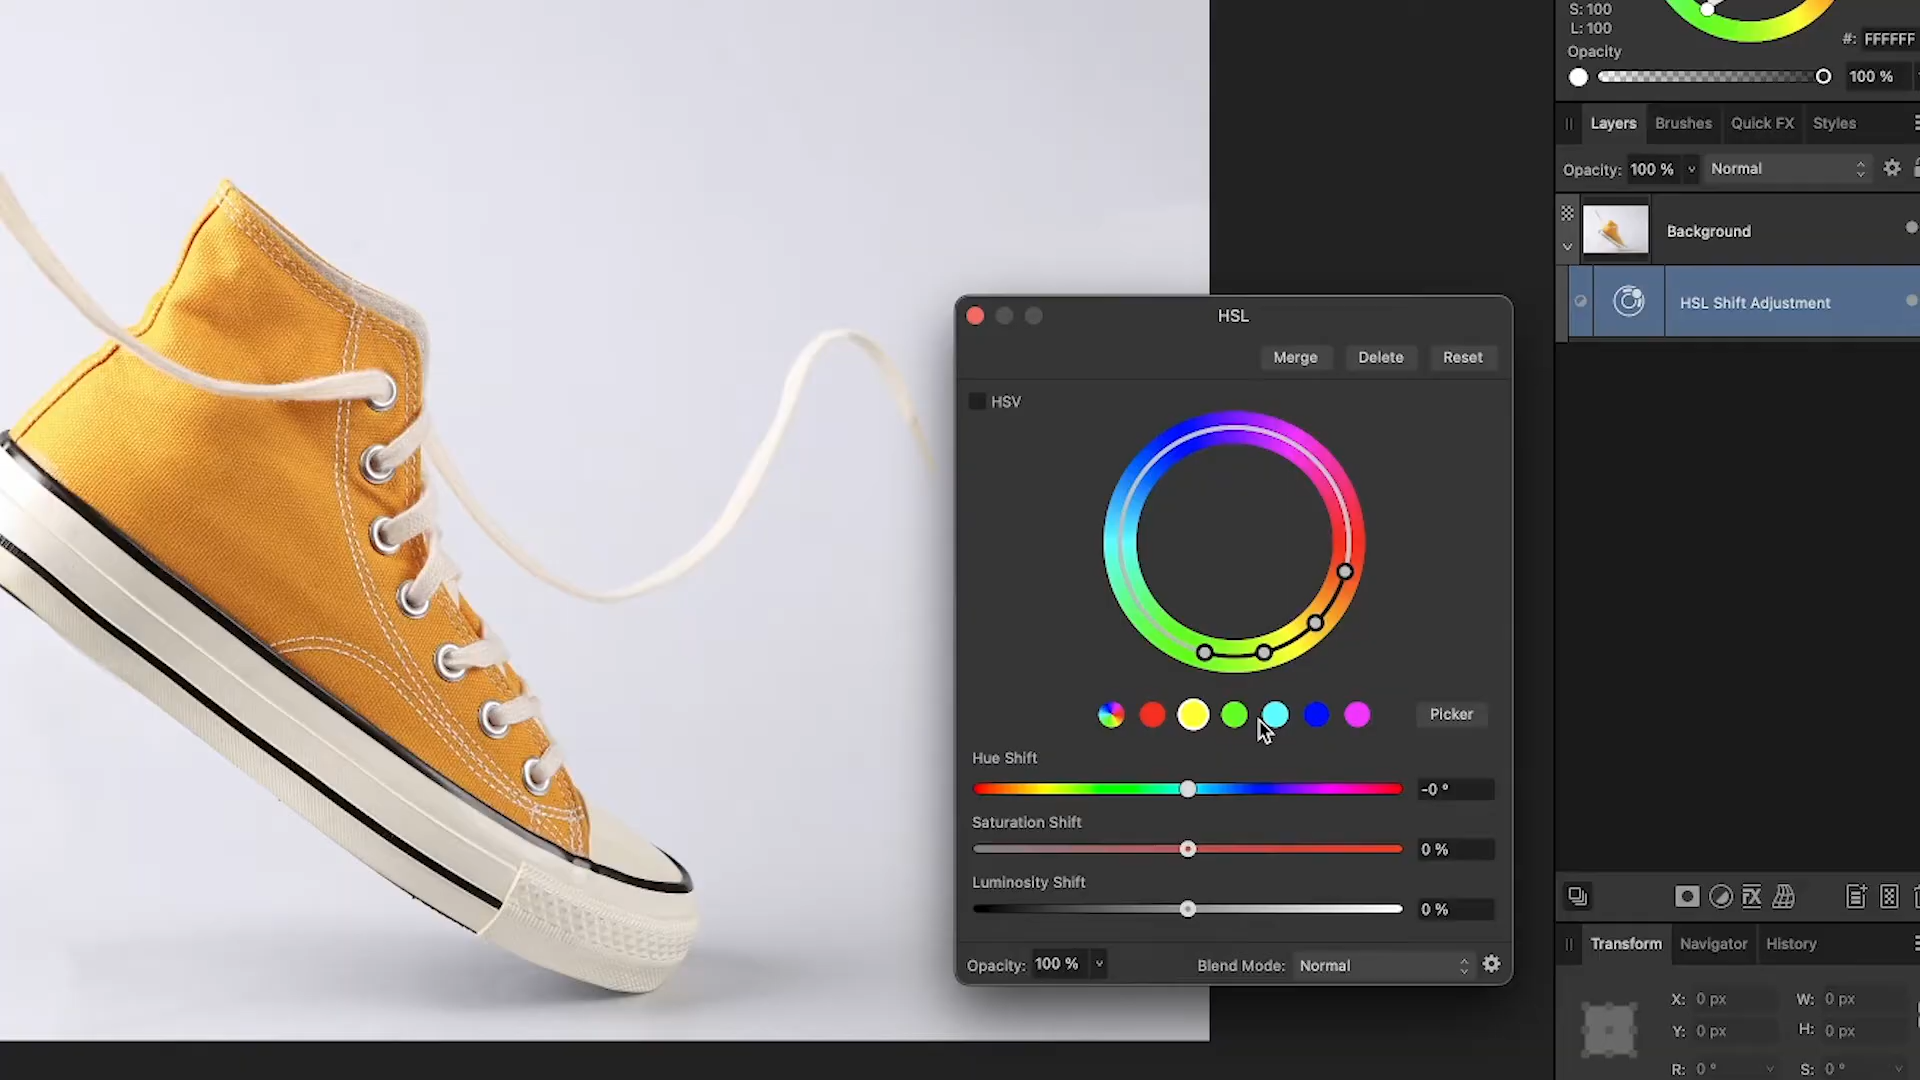 S: 100
L: 100
#: FFFFFF
Opacity
100 %
Layers Brushes Quick FX Styles
Opacity: 100 % Normal
Background
HSL Shift Adjustment
HSL
Merge Delete Reset
HSV
Picker
Hue Shift
-0 °
Saturation Shift
0 %
Luminosity Shift
0 %
Opacity: 100 % Blend Mode: Normal
FX
Transform Navigator History
X: 0 px W: 0 px
Y: 0 px H: 0 px
R: 0 ° S: 0 °